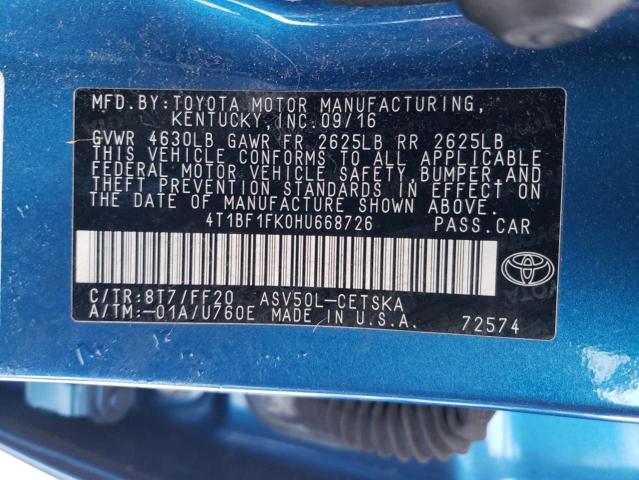 MFD.BY:TOYOTA MOTOR MANUFACTURING,
KENTUCKY,INC.09/16
GVWR 4630LB GAWR FR 2625LB RR 2625LB
THIS VEHICLE CONFORMS TO ALL APPLICABLE
FEDERAL MOTOR VEHICLE SAFETY, BUMPER AND
THEFT PREVENTION STANDARDS IN EFFECT ON
THE DATE OF MANUFACTURE SHOWN ABOVE.
4T1BF1FK0HU668726 PASS.CAR
C/TR:8T7/FF20 ASV50L-CETSKA
A/TM:-01A/U760E MADE IN U.S.A. 72574